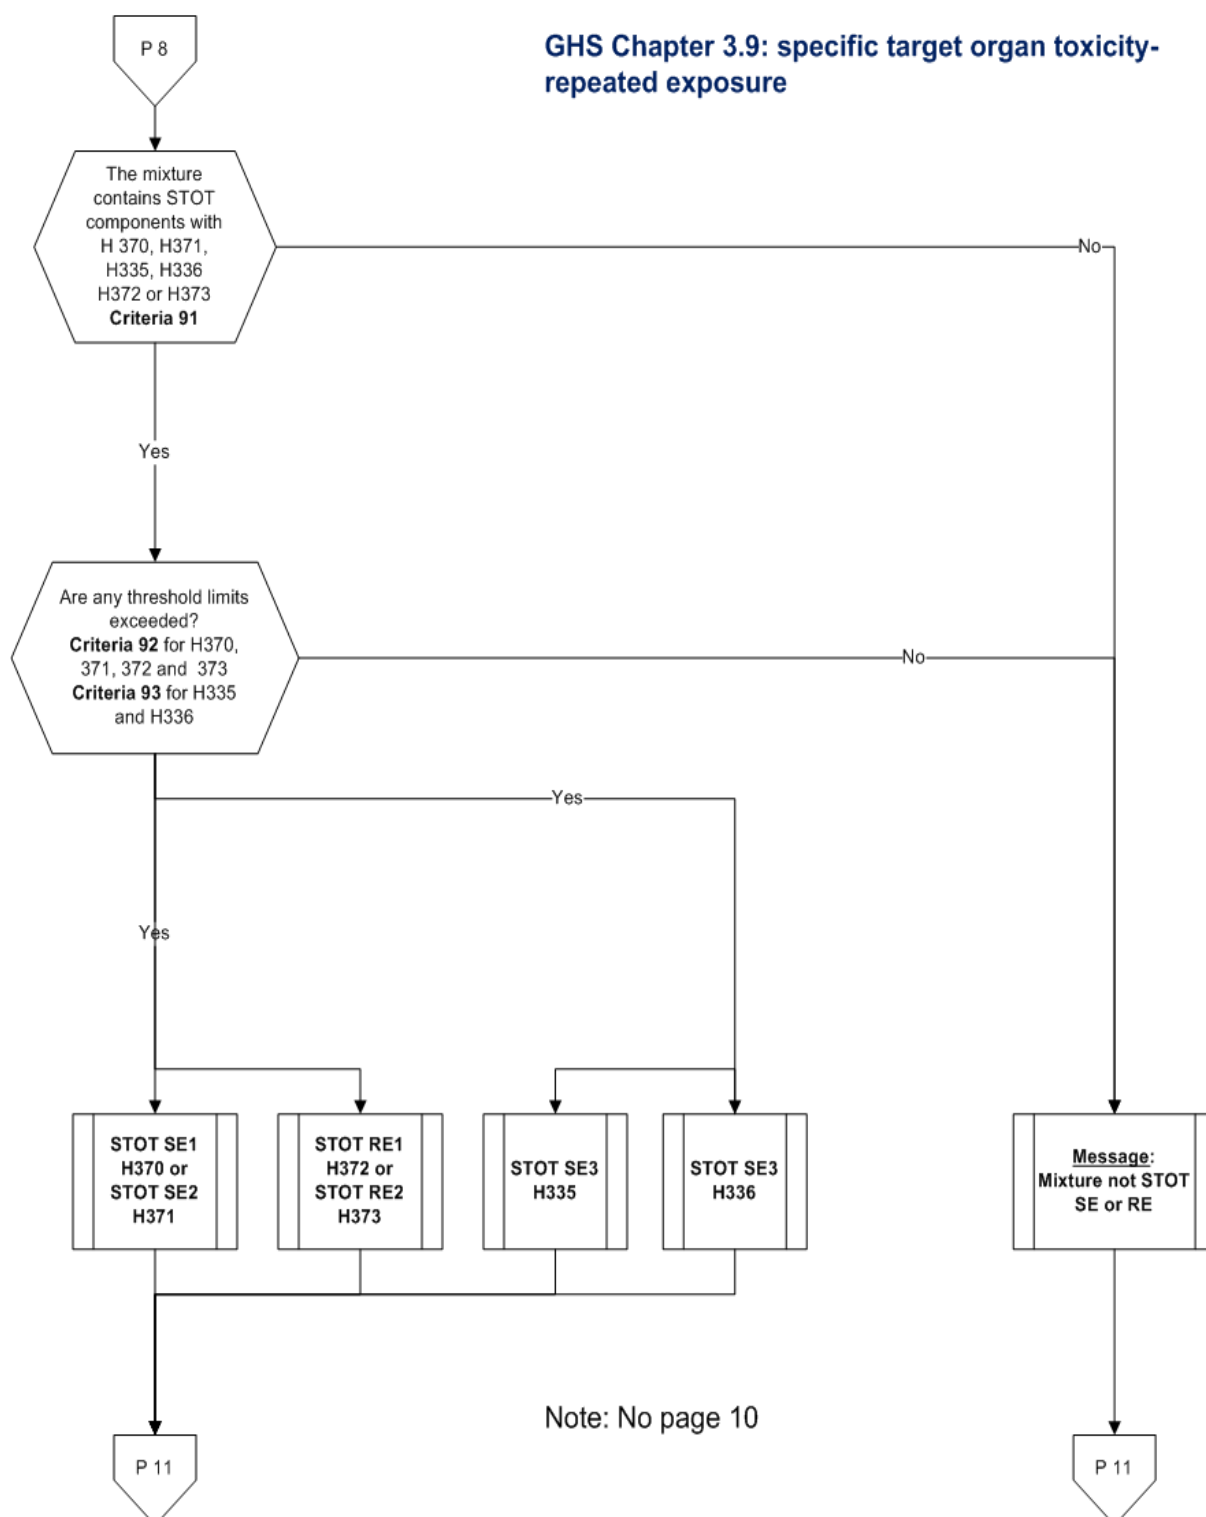 P 8
GHS Chapter 3.9: specific target organ toxicity-
repeated exposure
The mixture
contains STOT
components with
H 370, H371,
H335, H336
H372 or H373
Criteria 91
No
Yes
Are any threshold limits
exceeded?
Criteria 92 for H370,
371, 372 and 373
Criteria 93 for H335
and H336
No
Yes
Yes
STOT SE1
H370 or
STOT SE2
H371
STOT RE1
H372 or
STOT RE2
H373
STOT SE3
H335
STOT SE3
H336
Message:
Mixture not STOT
SE or RE
Note: No page 10
P 11
P 11